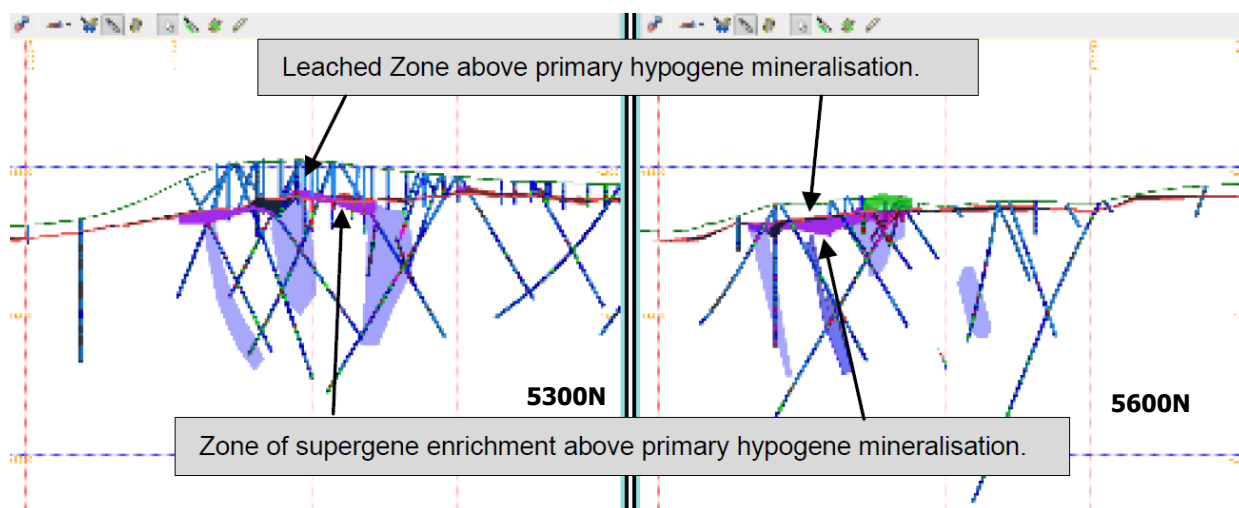 Leached Zone above primary hypogene mineralisation.
5300N
5600N
Zone of supergene enrichment above primary hypogene mineralisation.